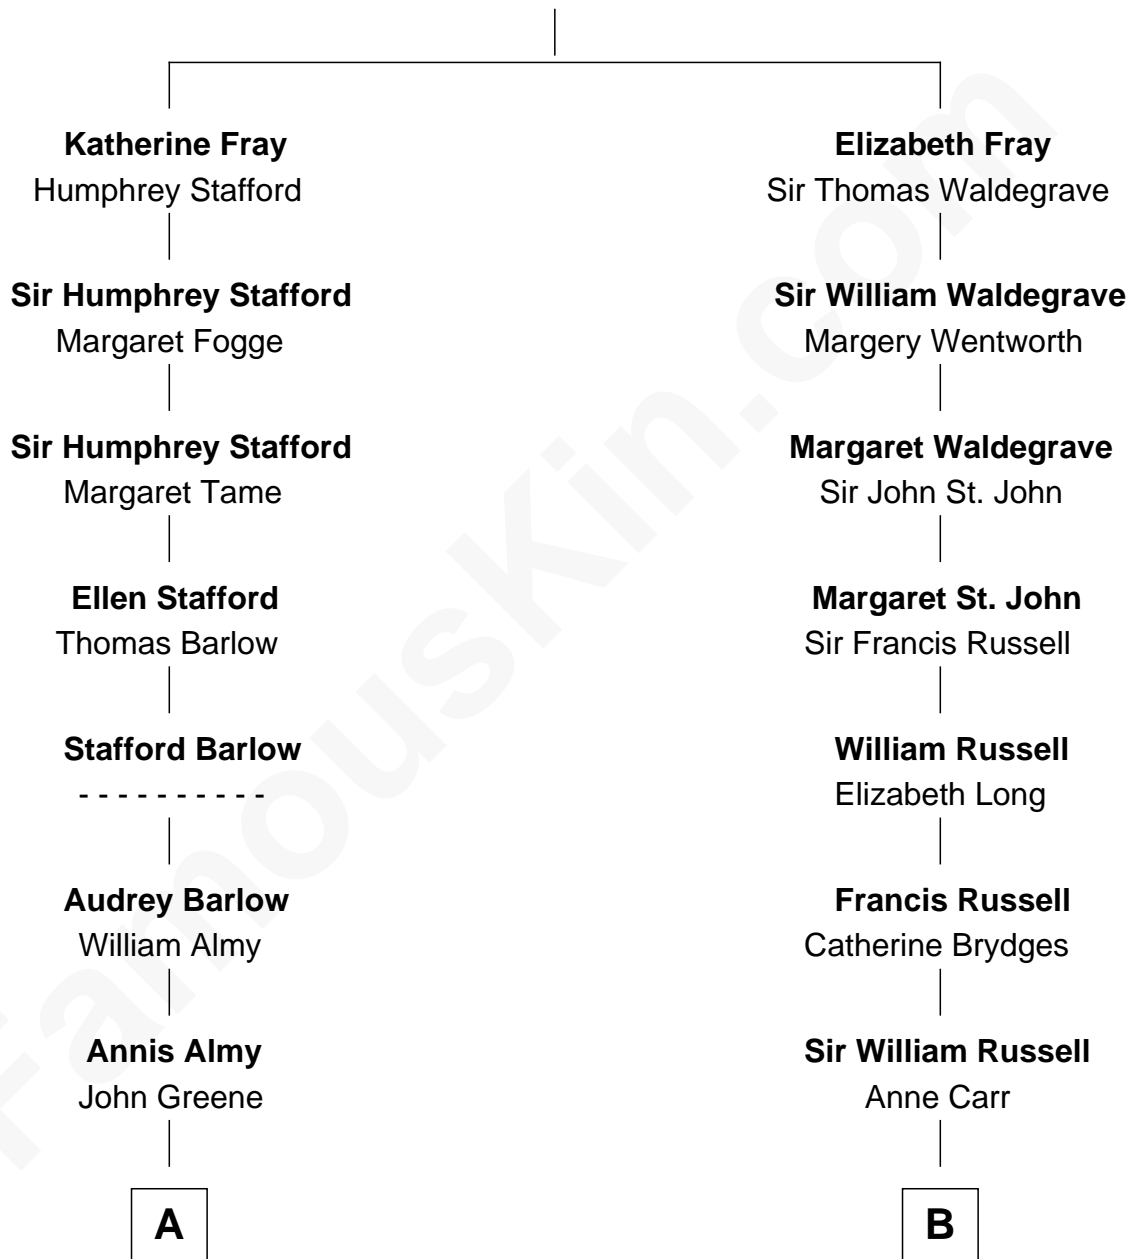 Katherine Fray
Humphrey Stafford
Elizabeth Fray
Sir Thomas Waldegrave
Sir Humphrey Stafford
Margaret Fogge
Sir William Waldegrave
Margery Wentworth
Sir Humphrey Stafford
Margaret Tame
Margaret Waldegrave
Sir John St. John
Ellen Stafford
Thomas Barlow
Margaret St. John
Sir Francis Russell
Stafford Barlow
- - - - - - - - - -
William Russell
Elizabeth Long
Audrey Barlow
William Almy
Francis Russell
Catherine Brydges
Annis Almy
John Greene
Sir William Russell
Anne Carr
A
B
FamousKin.com